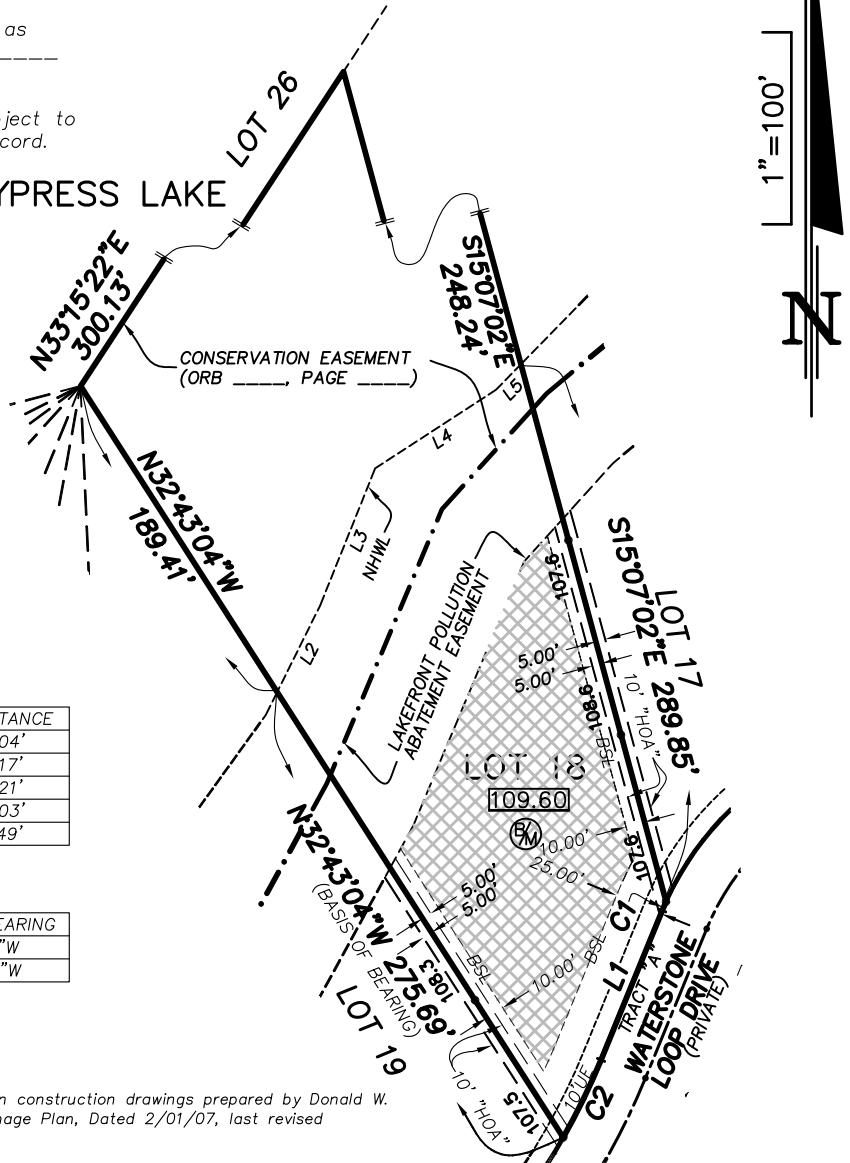 as
____
ject to
cord.
YPRESS LAKE
LOT 26
1"=100'
N
N33°15'22"E
300.13'
S15°07'02"E
248.24'
CONSERVATION EASEMENT
(ORB ____, PAGE ____)
L5
L4
L3
NHWL
L2
N32°43'04"W
189.41'
LAKEFRONT POLLUTION
ABATEMENT EASEMENT
107.6
S15°07'02"E 289.85'
LOT 17
5.00'
5.00'
10' "HOA"
108.6
BSL
LOT 18
109.60
B/M
10.00'
25.00'
107.6
TANCE
04'
17'
21'
03'
49'
EARING
"W
"W
N32°43'04"W 275.69'
(BASIS OF BEARING)
5.00'
5.00'
108.3
BSL
10.00'
BSL
LOT 19
10' "HOA"
107.5
C1
L1
TRACT "A"
WATERSTONE
LOOP DRIVE
(PRIVATE)
10'UE
C2
n construction drawings prepared by Donald W.
nage Plan, Dated 2/01/07, last revised